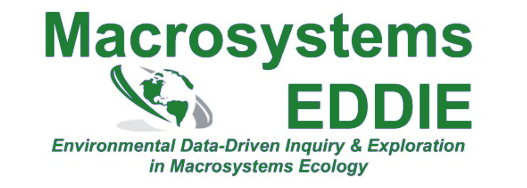 Macrosystems
EDDIE
Environmental Data-Driven Inquiry & Exploration
in Macrosystems Ecology